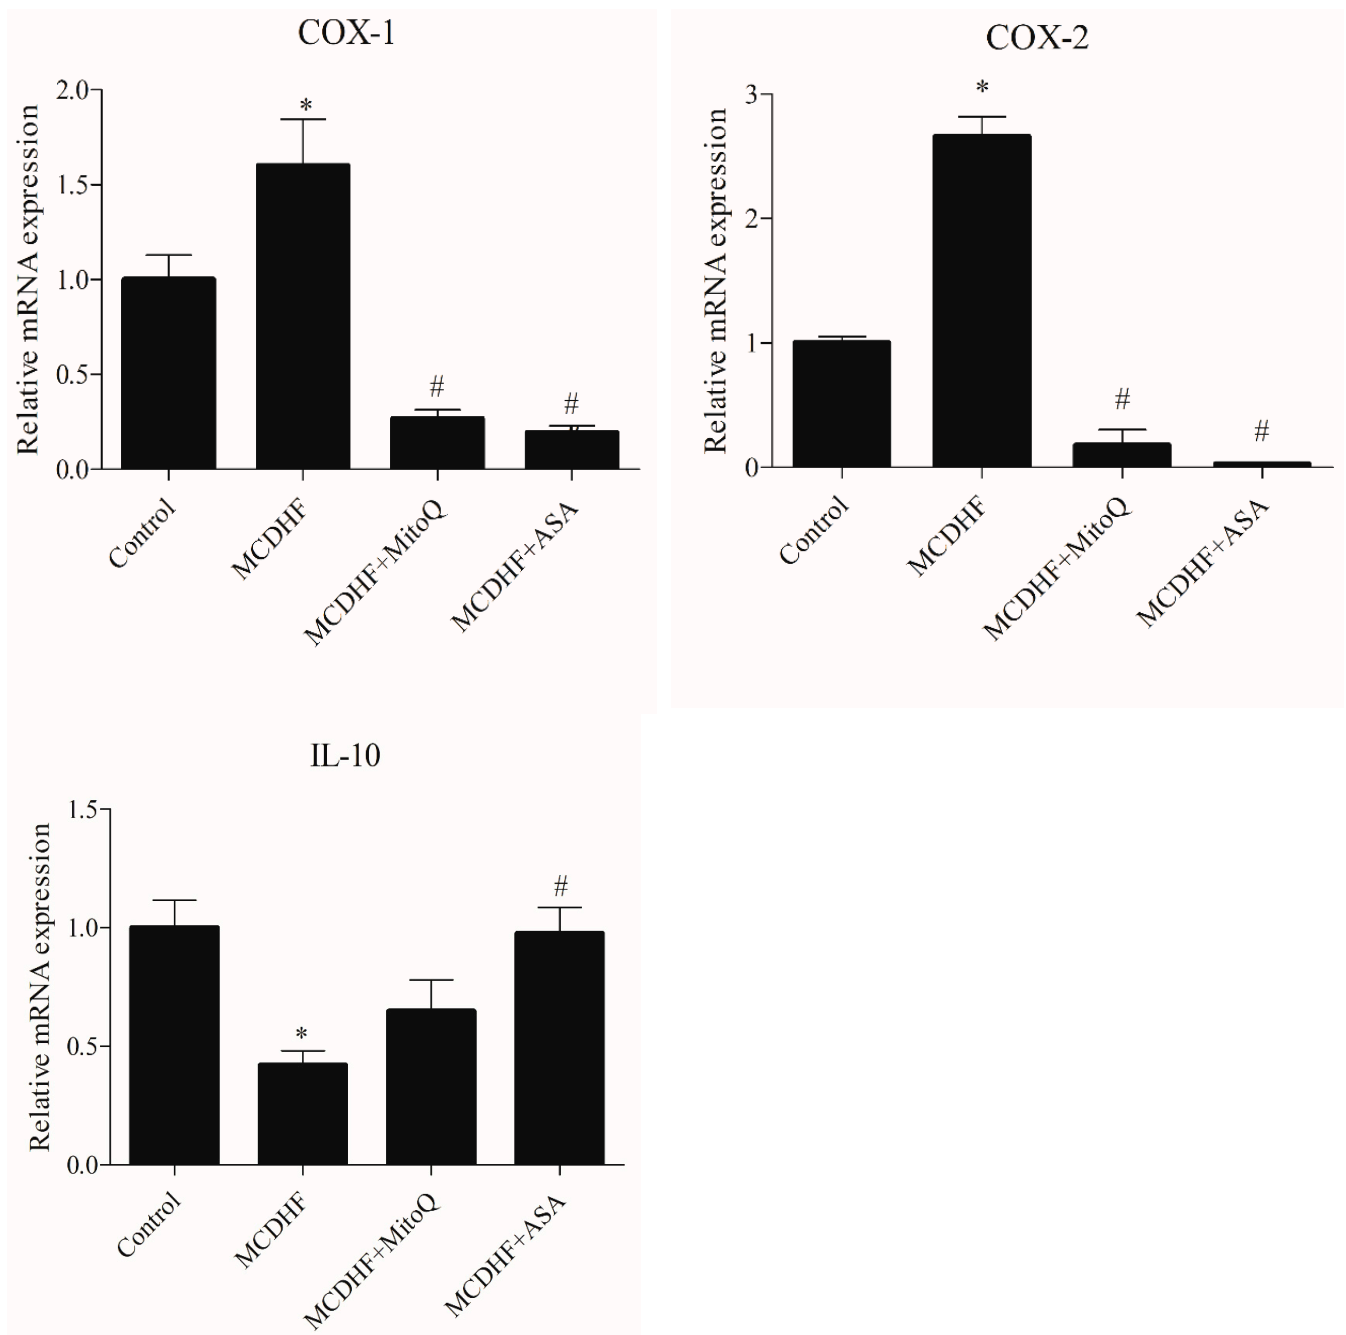 COX-1
Relative mRNA expression
2.0
1.5
1.0
0.5
0.0
*
#
#
Control
MCDHF
MCDHF+MitoQ
MCDHF+ASA
COX-2
Relative mRNA expression
3
2
1
0
*
#
#
Control
MCDHF
MCDHF+MitoQ
MCDHF+ASA
IL-10
Relative mRNA expression
1.5
1.0
0.5
0.0
*
#
Control
MCDHF
MCDHF+MitoQ
MCDHF+ASA